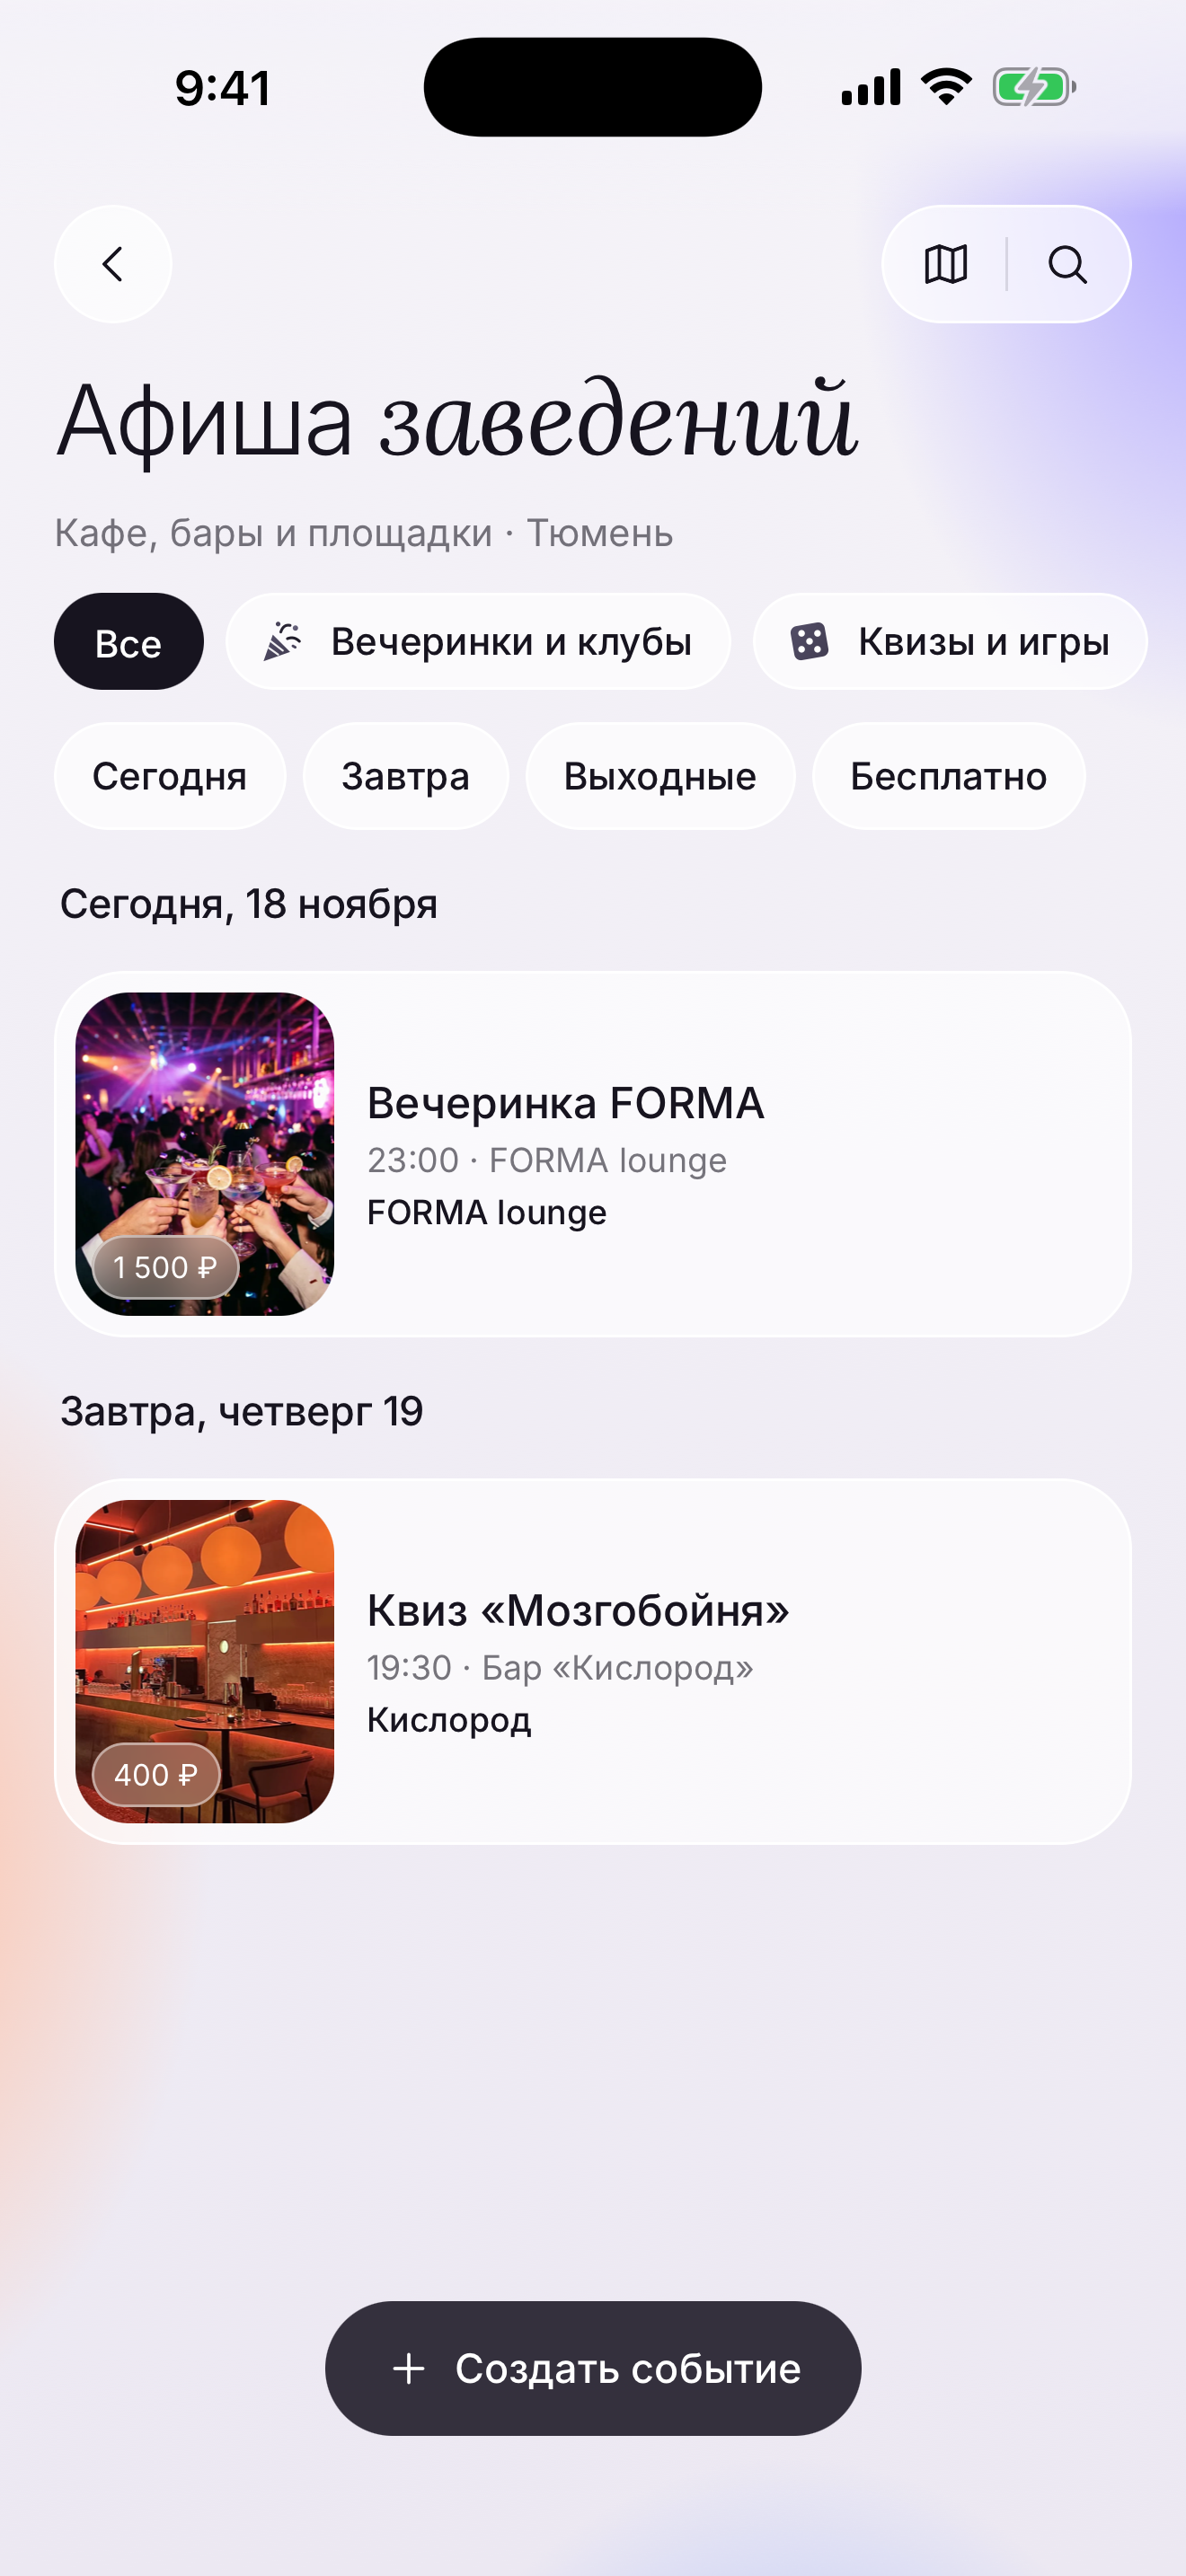 9:41
Афиша заведений
Кафе, бары и площадки · Тюмень
Все Вечеринки и клубы Квизы и игры
Сегодня Завтра Выходные Бесплатно
Сегодня, 18 ноября
Вечеринка FORMA
23:00 · FORMA lounge
FORMA lounge
1 500 ₽
Завтра, четверг 19
Квиз «Мозгобойня»
19:30 · Бар «Кислород»
Кислород
400 ₽
+ Создать событие